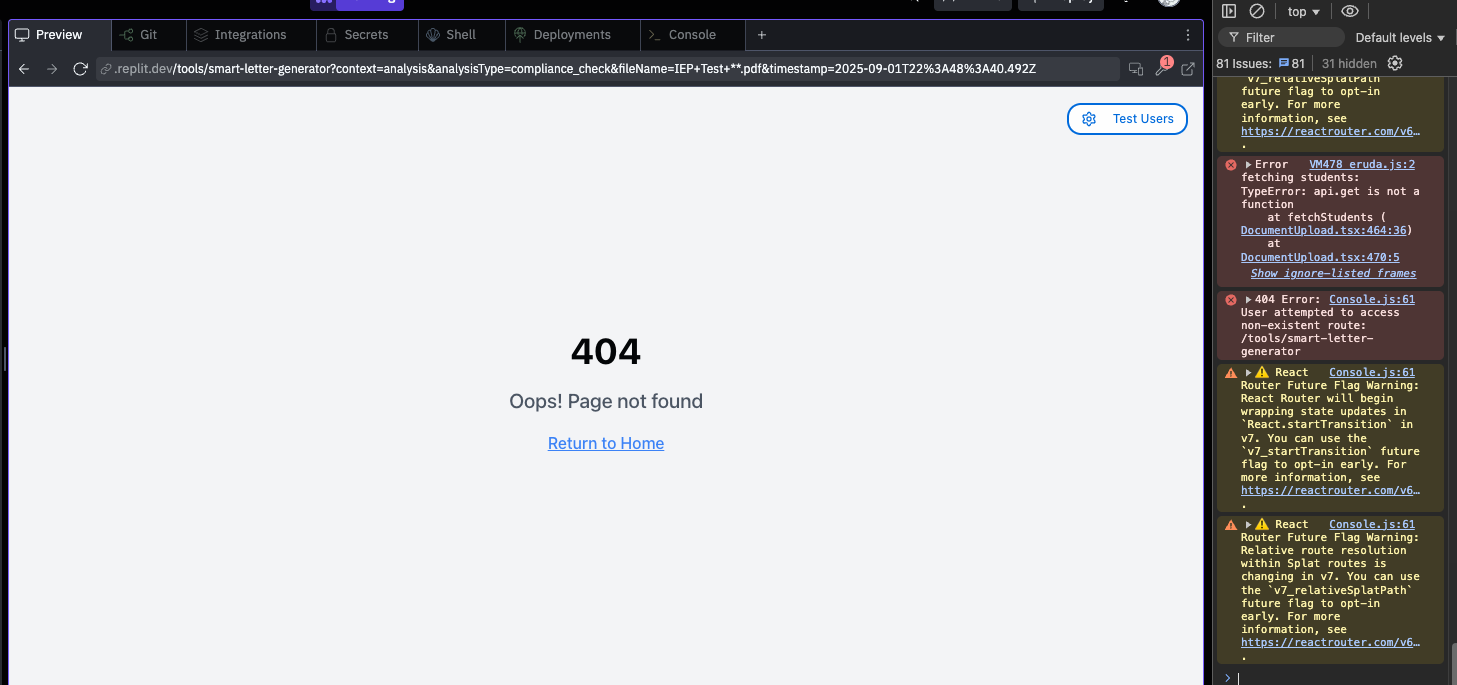 Preview
Git
Integrations
Secrets
Shell
Deployments
Console
+
.replit.dev/tools/smart-letter-generator?context=analysis&analysisType=compliance_check&fileName=IEP+Test+**.pdf&timestamp=2025-09-01T22%3A48%3A40.492Z
1
Test Users
404
Oops! Page not found
Return to Home
top
Filter
Default levels
81 Issues: 81
31 hidden
`v7_relativeSplatPath`
future flag to opt-in
early. For more
information, see
https://reactrouter.com/v6…
.
Error VM478 eruda.js:2
fetching students:
TypeError: api.get is not a
function
at fetchStudents (
DocumentUpload.tsx:464:36)
at
DocumentUpload.tsx:470:5
Show ignore-listed frames
404 Error: Console.js:61
User attempted to access
non-existent route:
/tools/smart-letter-
generator
React Console.js:61
Router Future Flag Warning:
React Router will begin
wrapping state updates in
`React.startTransition` in
v7. You can use the
`v7_startTransition` future
flag to opt-in early. For
more information, see
https://reactrouter.com/v6…
.
React Console.js:61
Router Future Flag Warning:
Relative route resolution
within Splat routes is
changing in v7. You can use
the `v7_relativeSplatPath`
future flag to opt-in
early. For more
information, see
https://reactrouter.com/v6…
.